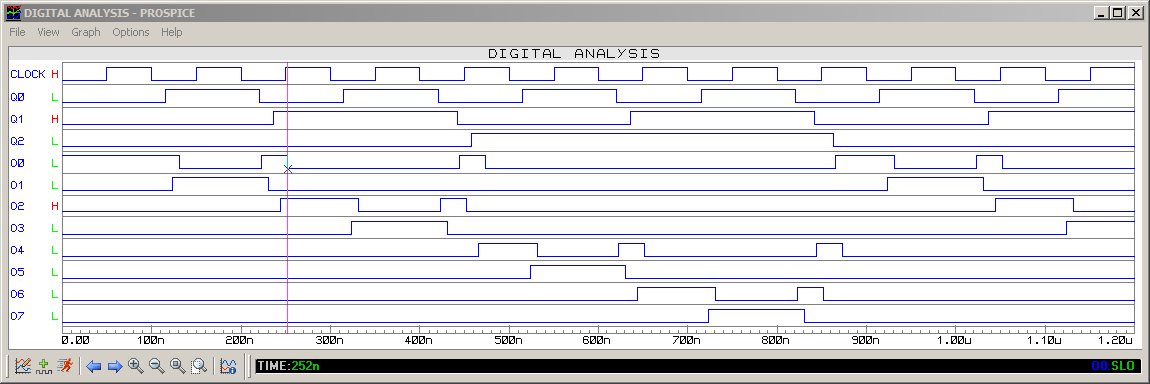 DIGITAL ANALYSIS - PROSPICE
File View Graph Options Help
DIGITAL ANALYSIS
CLOCK H
Q0 L
Q1 H
Q2 L
O0 L
O1 L
O2 H
O3 L
O4 L
O5 L
O6 L
O7 L
0.00 100n 200n 300n 400n 500n 600n 700n 800n 900n 1.00u 1.10u 1.20u
TIME:252n O0:SLO